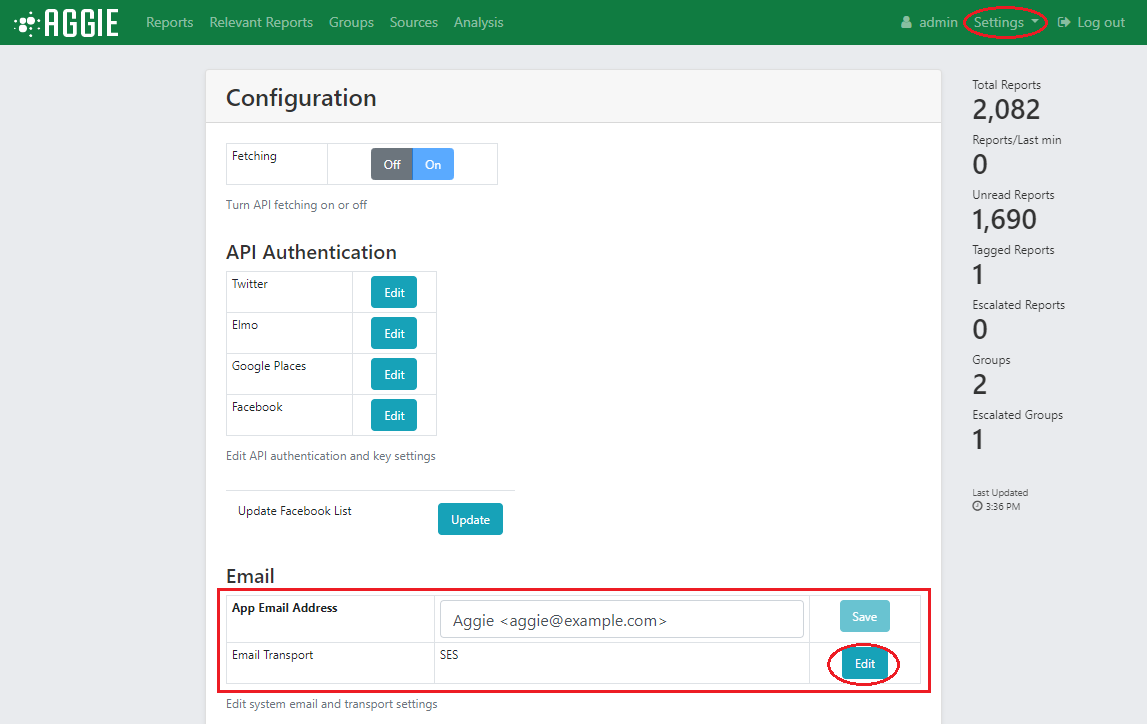 AGGIE Reports Relevant Reports Groups Sources Analysis admin Settings Log out
Configuration
Fetching Off On
Turn API fetching on or off
API Authentication
Twitter Edit
Elmo Edit
Google Places Edit
Facebook Edit
Edit API authentication and key settings
Update Facebook List Update
Email
App Email Address Aggie <aggie@example.com> Save
Email Transport SES Edit
Edit system email and transport settings
Total Reports
2,082
Reports/Last min
0
Unread Reports
1,690
Tagged Reports
1
Escalated Reports
0
Groups
2
Escalated Groups
1
Last Updated
3:36 PM